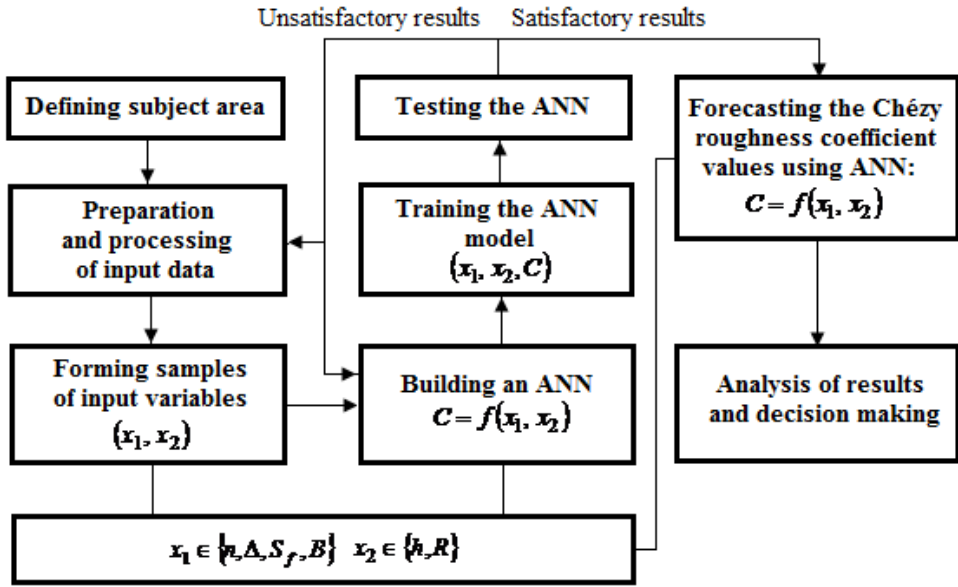 Unsatisfactory results Satisfactory results
Defining subject area
Preparation
and processing
of input data
Forming samples
of input variables
(x₁, x₂)
Testing the ANN
Training the ANN
model
(x₁, x₂, C)
Building an ANN
C = f(x₁, x₂)
Forecasting the Chézy
roughness coefficient
values using ANN:
C = f(x₁, x₂)
Analysis of results
and decision making
x₁ ∈ {n, Δ, S_f, B} x₂ ∈ {h, R}